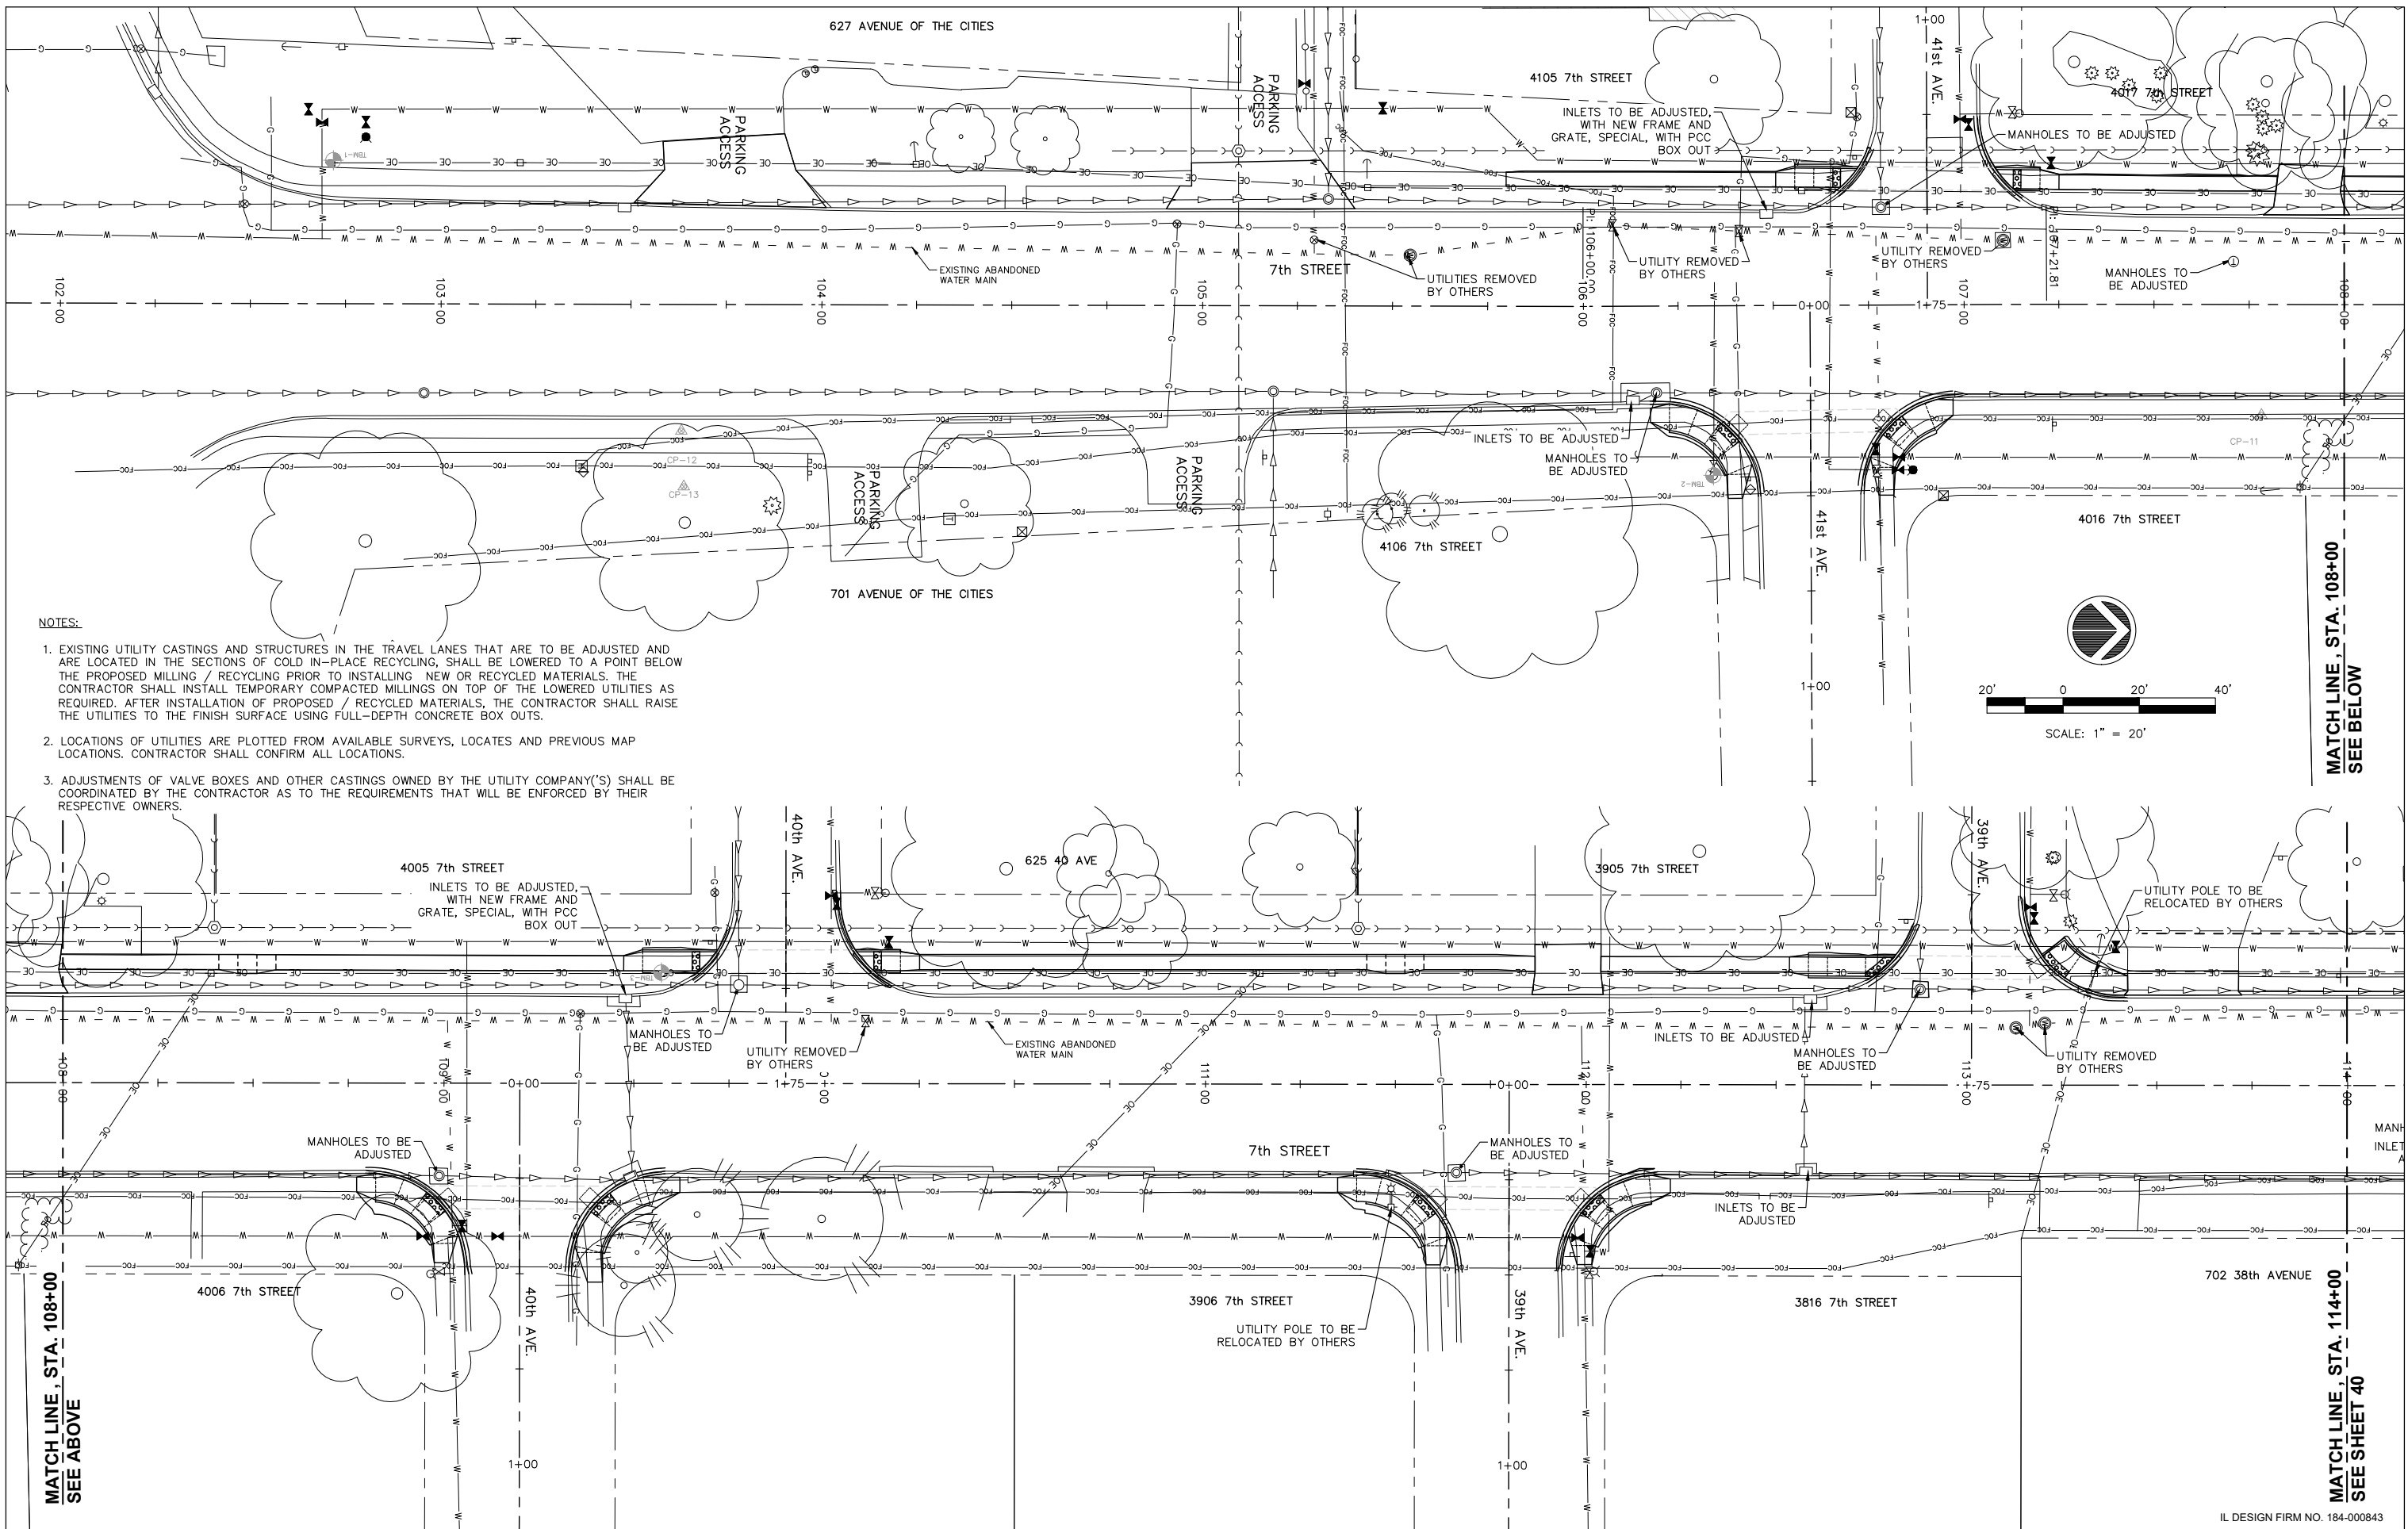 627 AVENUE OF THE CITIES
PARKING
ACCESS
PARKING
ACCESS
4105 7th STREET
INLETS TO BE ADJUSTED,
WITH NEW FRAME AND
GRATE, SPECIAL, WITH PCC
BOX OUT
1+00
41st AVE.
4017 7th STREET
MANHOLES TO BE ADJUSTED
TBM-1
EXISTING ABANDONED
WATER MAIN
7th STREET
UTILITIES REMOVED
BY OTHERS
PI: 106+00.00
UTILITY REMOVED
BY OTHERS
UTILITY REMOVED
BY OTHERS
PI: 107+21.81
MANHOLES TO
BE ADJUSTED
102+00
103+00
104+00
105+00
106+00
0+00
1+75
107+00
108+00
CP-12
CP-13
PARKING
ACCESS
PARKING
ACCESS
INLETS TO BE ADJUSTED
MANHOLES TO
BE ADJUSTED
TBM-2
CP-11
4106 7th STREET
41st AVE.
4016 7th STREET
701 AVENUE OF THE CITIES
1+00
MATCH LINE , STA. 108+00
SEE BELOW
20' 0 20' 40'
SCALE: 1" = 20'
NOTES:
1. EXISTING UTILITY CASTINGS AND STRUCTURES IN THE TRAVEL LANES THAT ARE TO BE ADJUSTED AND
ARE LOCATED IN THE SECTIONS OF COLD IN-PLACE RECYCLING, SHALL BE LOWERED TO A POINT BELOW
THE PROPOSED MILLING / RECYCLING PRIOR TO INSTALLING NEW OR RECYCLED MATERIALS. THE
CONTRACTOR SHALL INSTALL TEMPORARY COMPACTED MILLINGS ON TOP OF THE LOWERED UTILITIES AS
REQUIRED. AFTER INSTALLATION OF PROPOSED / RECYCLED MATERIALS, THE CONTRACTOR SHALL RAISE
THE UTILITIES TO THE FINISH SURFACE USING FULL-DEPTH CONCRETE BOX OUTS.
2. LOCATIONS OF UTILITIES ARE PLOTTED FROM AVAILABLE SURVEYS, LOCATES AND PREVIOUS MAP
LOCATIONS. CONTRACTOR SHALL CONFIRM ALL LOCATIONS.
3. ADJUSTMENTS OF VALVE BOXES AND OTHER CASTINGS OWNED BY THE UTILITY COMPANY('S) SHALL BE
COORDINATED BY THE CONTRACTOR AS TO THE REQUIREMENTS THAT WILL BE ENFORCED BY THEIR
RESPECTIVE OWNERS.
4005 7th STREET
INLETS TO BE ADJUSTED,
WITH NEW FRAME AND
GRATE, SPECIAL, WITH PCC
BOX OUT
40th AVE.
625 40 AVE
3905 7th STREET
39th AVE.
UTILITY POLE TO BE
RELOCATED BY OTHERS
TBM-3
MANHOLES TO
BE ADJUSTED
UTILITY REMOVED
BY OTHERS
EXISTING ABANDONED
WATER MAIN
INLETS TO BE ADJUSTED
MANHOLES TO
BE ADJUSTED
UTILITY REMOVED
BY OTHERS
108+00
109+00
0+00
1+75
111+00
0+00
112+00
113+00
114+00
MANHOLES TO BE
ADJUSTED
7th STREET
MANHOLES TO
BE ADJUSTED
INLETS TO BE
ADJUSTED
4006 7th STREET
40th AVE.
3906 7th STREET
UTILITY POLE TO BE
RELOCATED BY OTHERS
39th AVE.
3816 7th STREET
702 38th AVENUE
1+00
1+00
MATCH LINE , STA. 108+00
SEE ABOVE
MATCH LINE , STA. 114+00
SEE SHEET 40
IL DESIGN FIRM NO. 184-000843